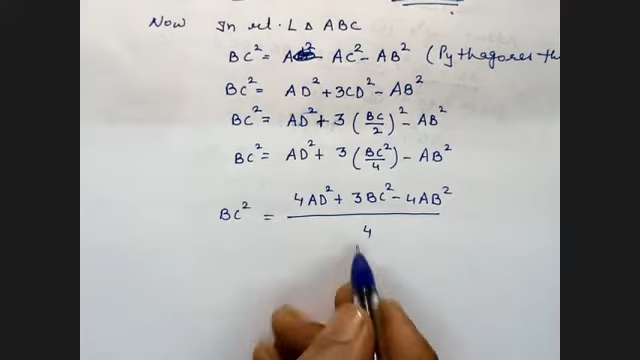 Now In rt. L △ ABC
BC² = AC² - AB² (Pythagores th
BC² = AD² + 3CD² - AB²
BC² = AD² + 3 (BC/2)² - AB²
BC² = AD² + 3 (BC²/4) - AB²
BC² = 4AD² + 3BC² - 4AB² / 4